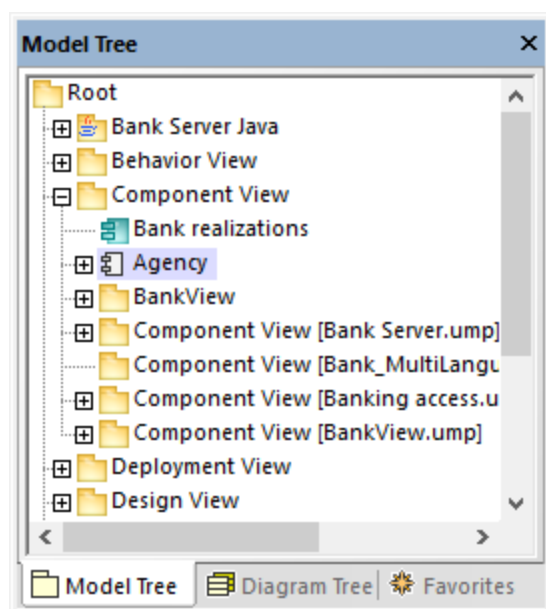 Model Tree
Root
Bank Server Java
Behavior View
Component View
Bank realizations
Agency
BankView
Component View [Bank Server.ump]
Component View [Bank_MultiLangu
Component View [Banking access.u
Component View [BankView.ump]
Deployment View
Design View
Model Tree Diagram Tree Favorites